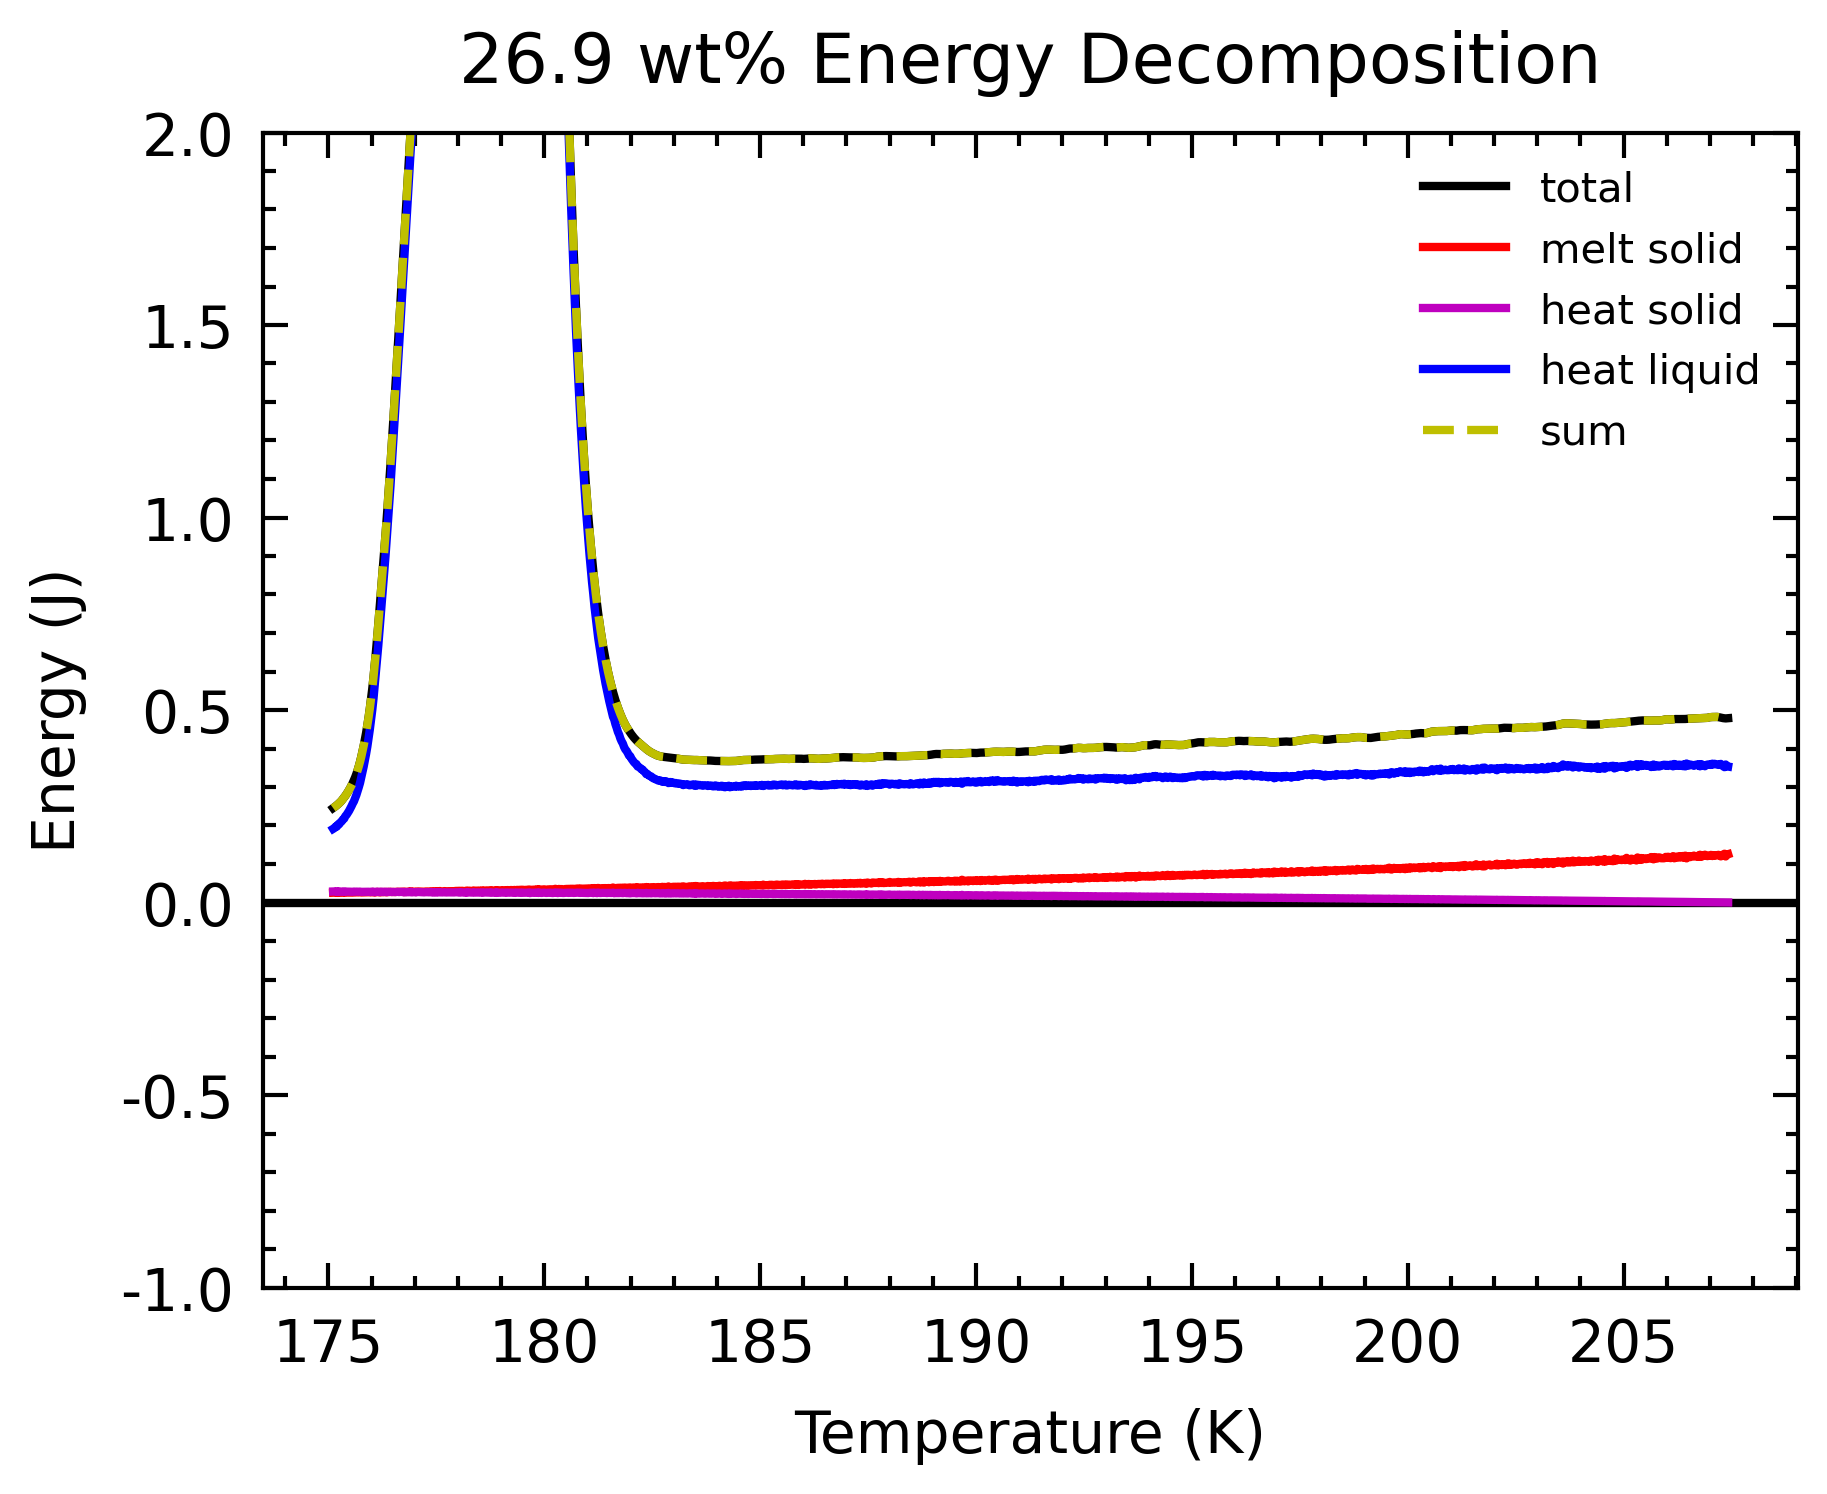 26.9 wt% Energy Decomposition
2.0
1.5
1.0
0.5
0.0
-0.5
-1.0
Energy (J)
total
melt solid
heat solid
heat liquid
sum
175 180 185 190 195 200 205
Temperature (K)